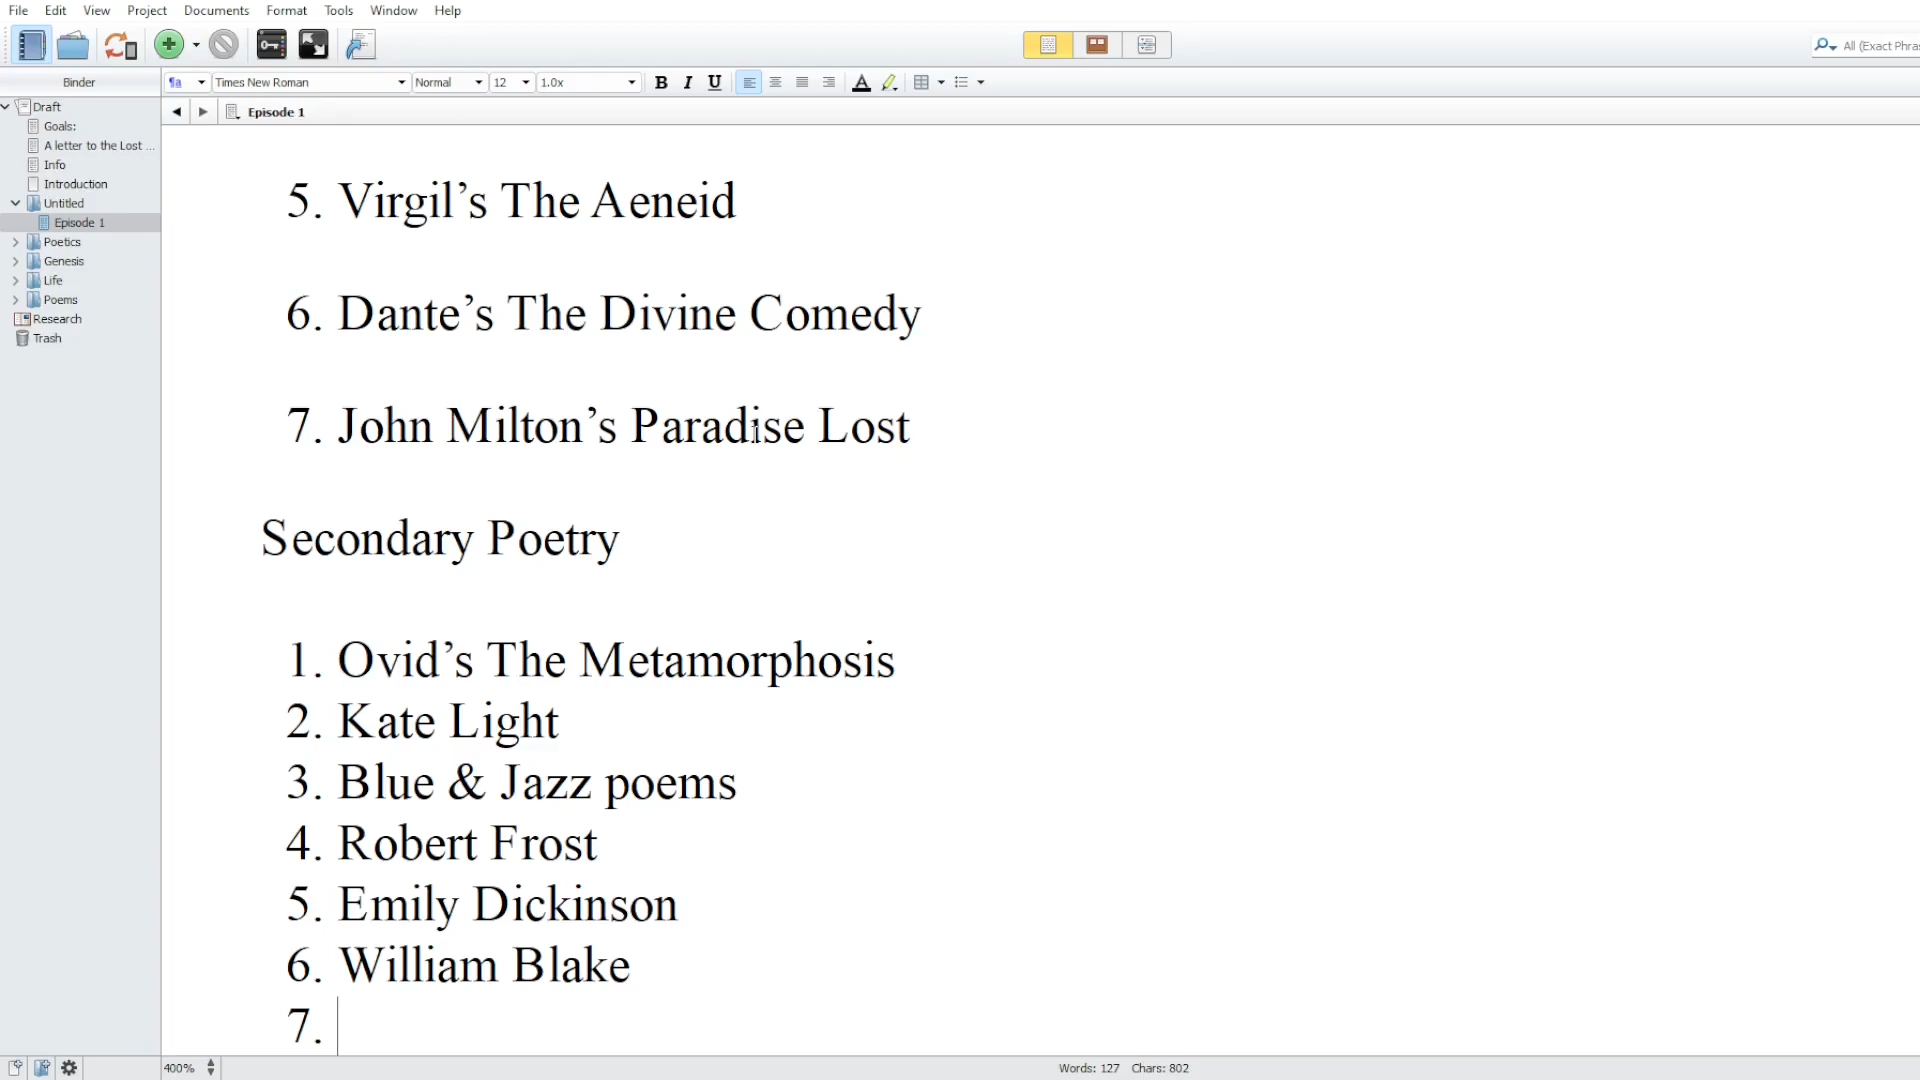 File Edit View Project Documents Format Tools Window Help
All (Exact Phras
Binder
Times New Roman Normal 12 1.0x B I U A
Draft
Goals:
A letter to the Lost ...
Info
Introduction
Untitled
Episode 1
Poetics
Genesis
Life
Poems
Research
Trash
Episode 1
5. Virgil’s The Aeneid
6. Dante’s The Divine Comedy
7. John Milton’s Paradise Lost
Secondary Poetry
1. Ovid’s The Metamorphosis
2. Kate Light
3. Blue & Jazz poems
4. Robert Frost
5. Emily Dickinson
6. William Blake
7.
400%
Words: 127 Chars: 802